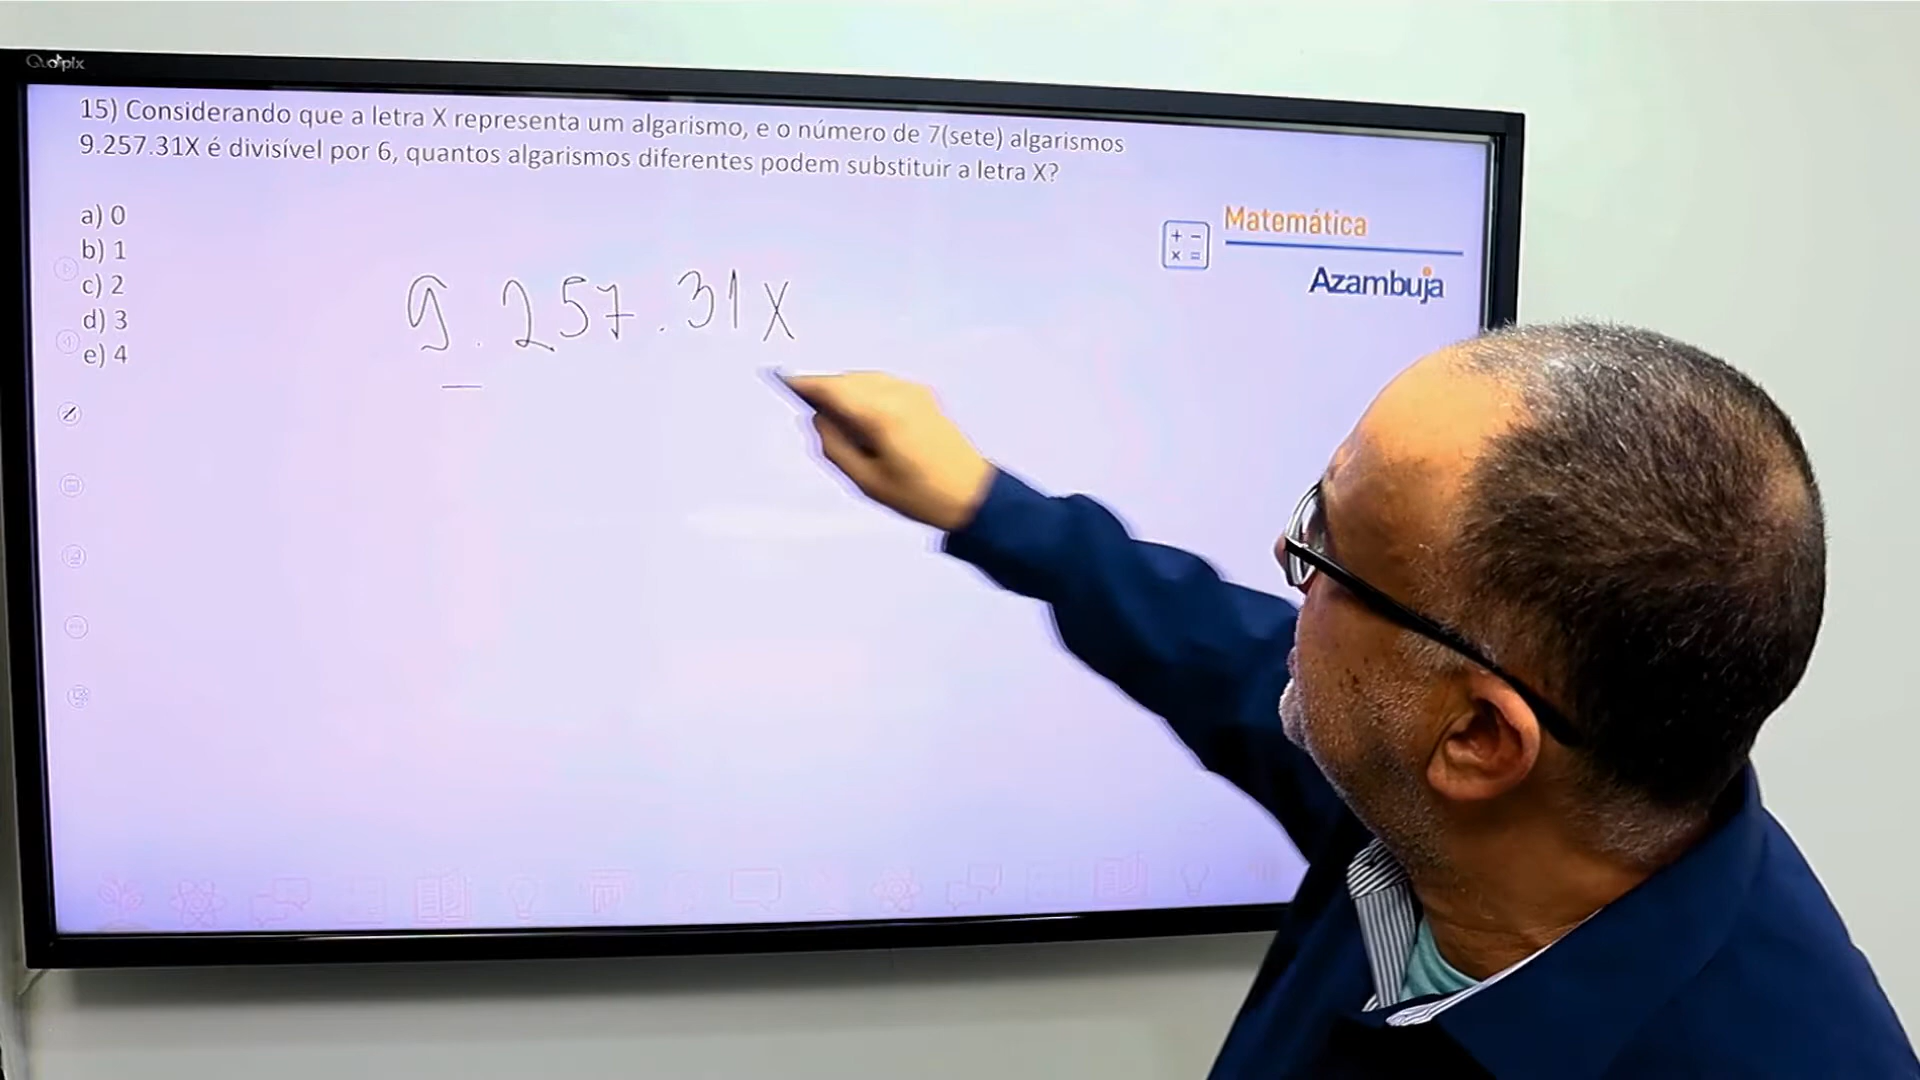 Quopix
15) Considerando que a letra X representa um algarismo, e o número de 7(sete) algarismos
9.257.31X é divisível por 6, quantos algarismos diferentes podem substituir a letra X?
a) 0
b) 1
c) 2
d) 3
e) 4
Matemática
+ −
× =
Azambuja
9.257.31X